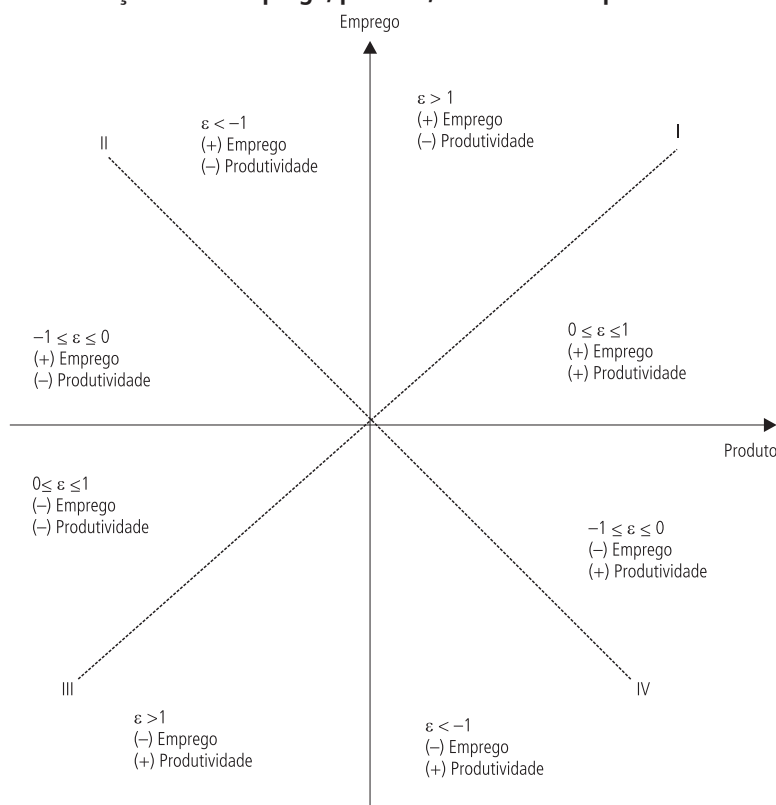 Emprego
ε > 1
(+) Emprego
(–) Produtividade
I
ε < –1
(+) Emprego
(–) Produtividade
II
–1 ≤ ε ≤ 0
(+) Emprego
(–) Produtividade
0 ≤ ε ≤1
(+) Emprego
(+) Produtividade
Produto
0≤ ε ≤1
(–) Emprego
(–) Produtividade
–1 ≤ ε ≤ 0
(–) Emprego
(+) Produtividade
III
IV
ε >1
(–) Emprego
(+) Produtividade
ε < –1
(–) Emprego
(+) Produtividade